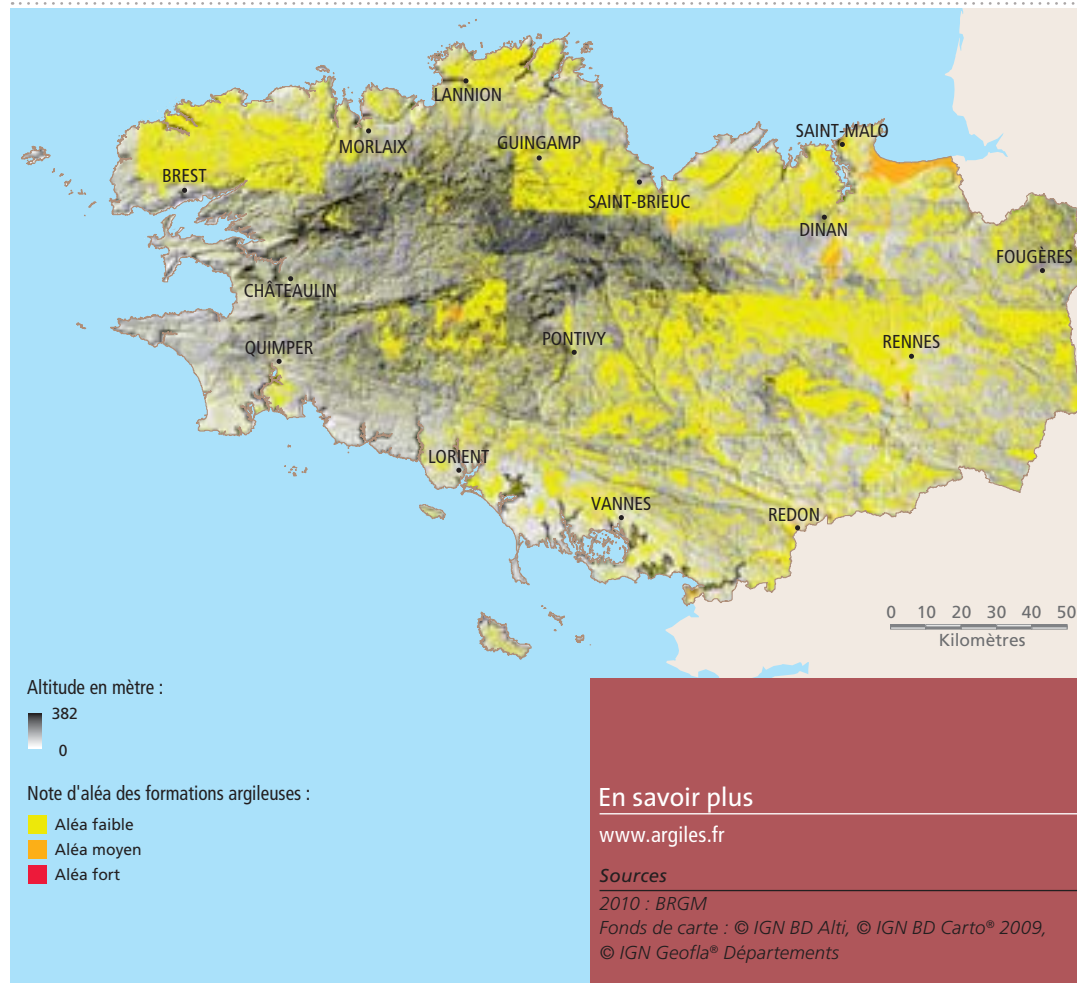 LANNION
MORLAIX
GUINGAMP
SAINT-MALO
BREST
SAINT-BRIEUC
DINAN
FOUGÈRES
CHÂTEAULIN
QUIMPER
PONTIVY
RENNES
LORIENT
VANNES
REDON
0 10 20 30 40 50
Kilomètres
Altitude en mètre :
382
0
Note d'aléa des formations argileuses :
Aléa faible
Aléa moyen
Aléa fort
En savoir plus
www.argiles.fr
Sources
2010 : BRGM
Fonds de carte : © IGN BD Alti, © IGN BD Carto® 2009,
© IGN Geofla® Départements